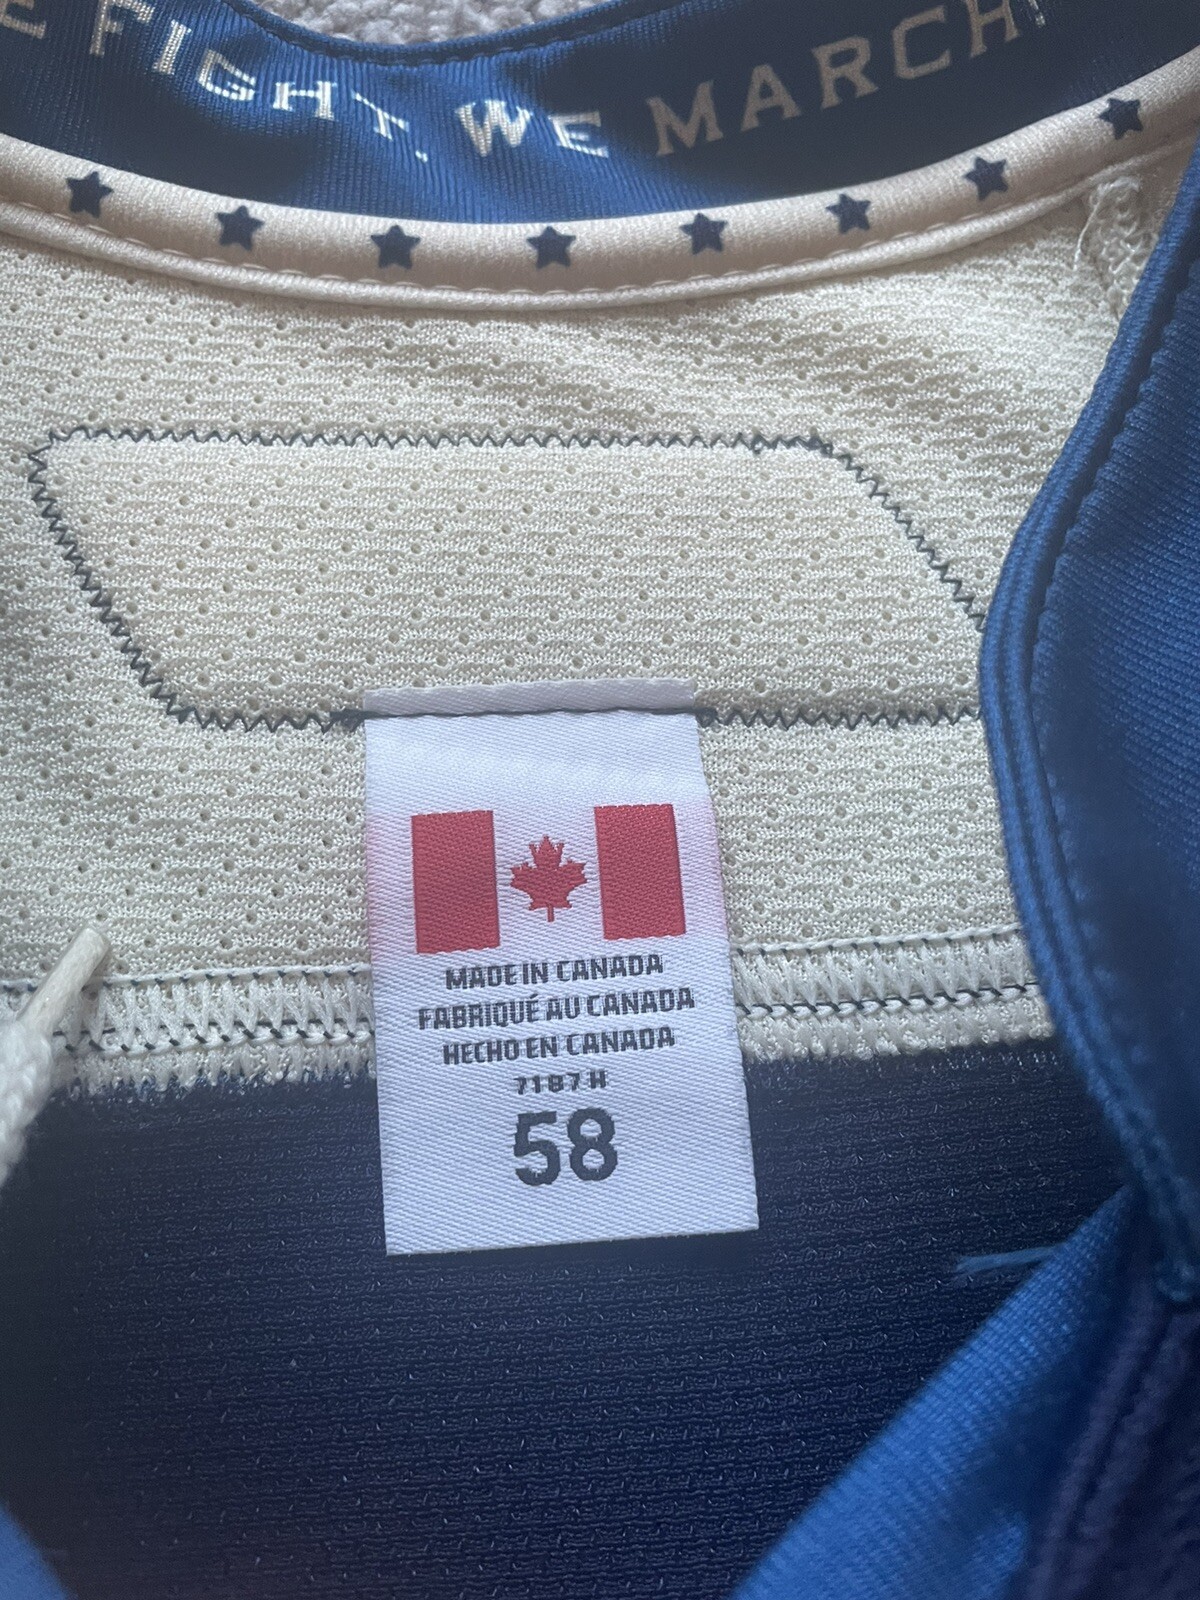 E FIGHT. WE MARCH
MADE IN CANADA
FABRIQUÉ AU CANADA
HECHO EN CANADA
7187 H
58